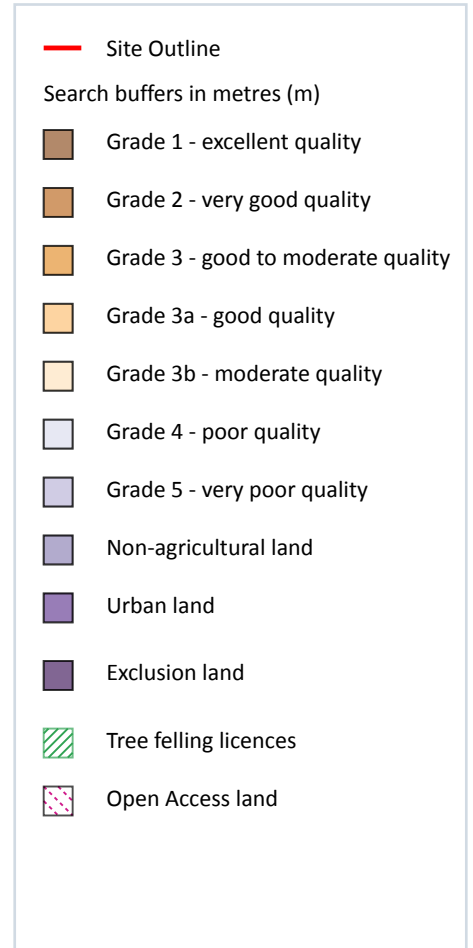 Site Outline
Search buffers in metres (m)
Grade 1 - excellent quality
Grade 2 - very good quality
Grade 3 - good to moderate quality
Grade 3a - good quality
Grade 3b - moderate quality
Grade 4 - poor quality
Grade 5 - very poor quality
Non-agricultural land
Urban land
Exclusion land
Tree felling licences
Open Access land